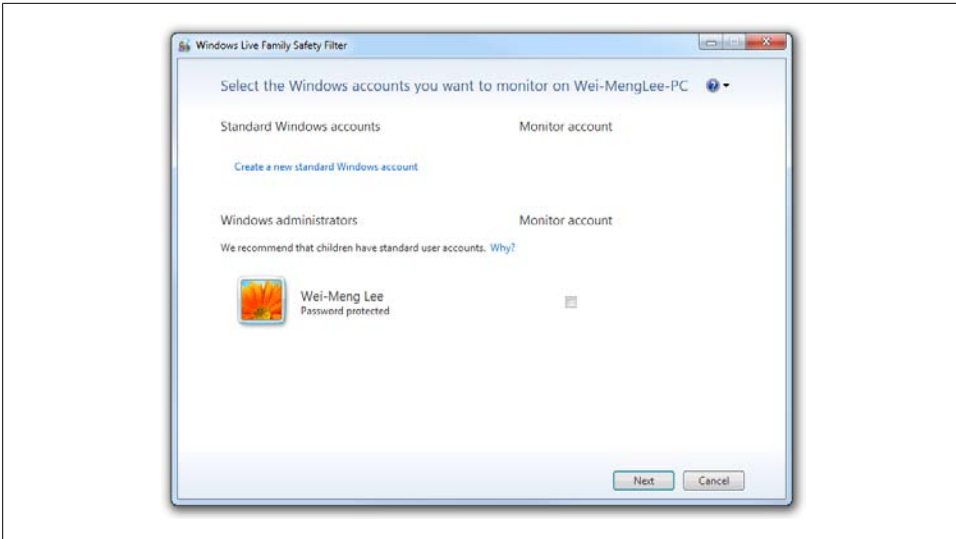 Windows Live Family Safety Filter
Select the Windows accounts you want to monitor on Wei-MengLee-PC
Standard Windows accounts Monitor account
Create a new standard Windows account
Windows administrators Monitor account
We recommend that children have standard user accounts. Why?
Wei-Meng Lee
Password protected
Next Cancel